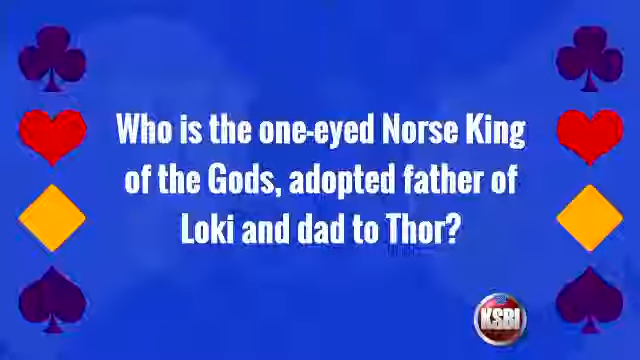 Who is the one-eyed Norse King
of the Gods, adopted father of
Loki and dad to Thor?
KSBI